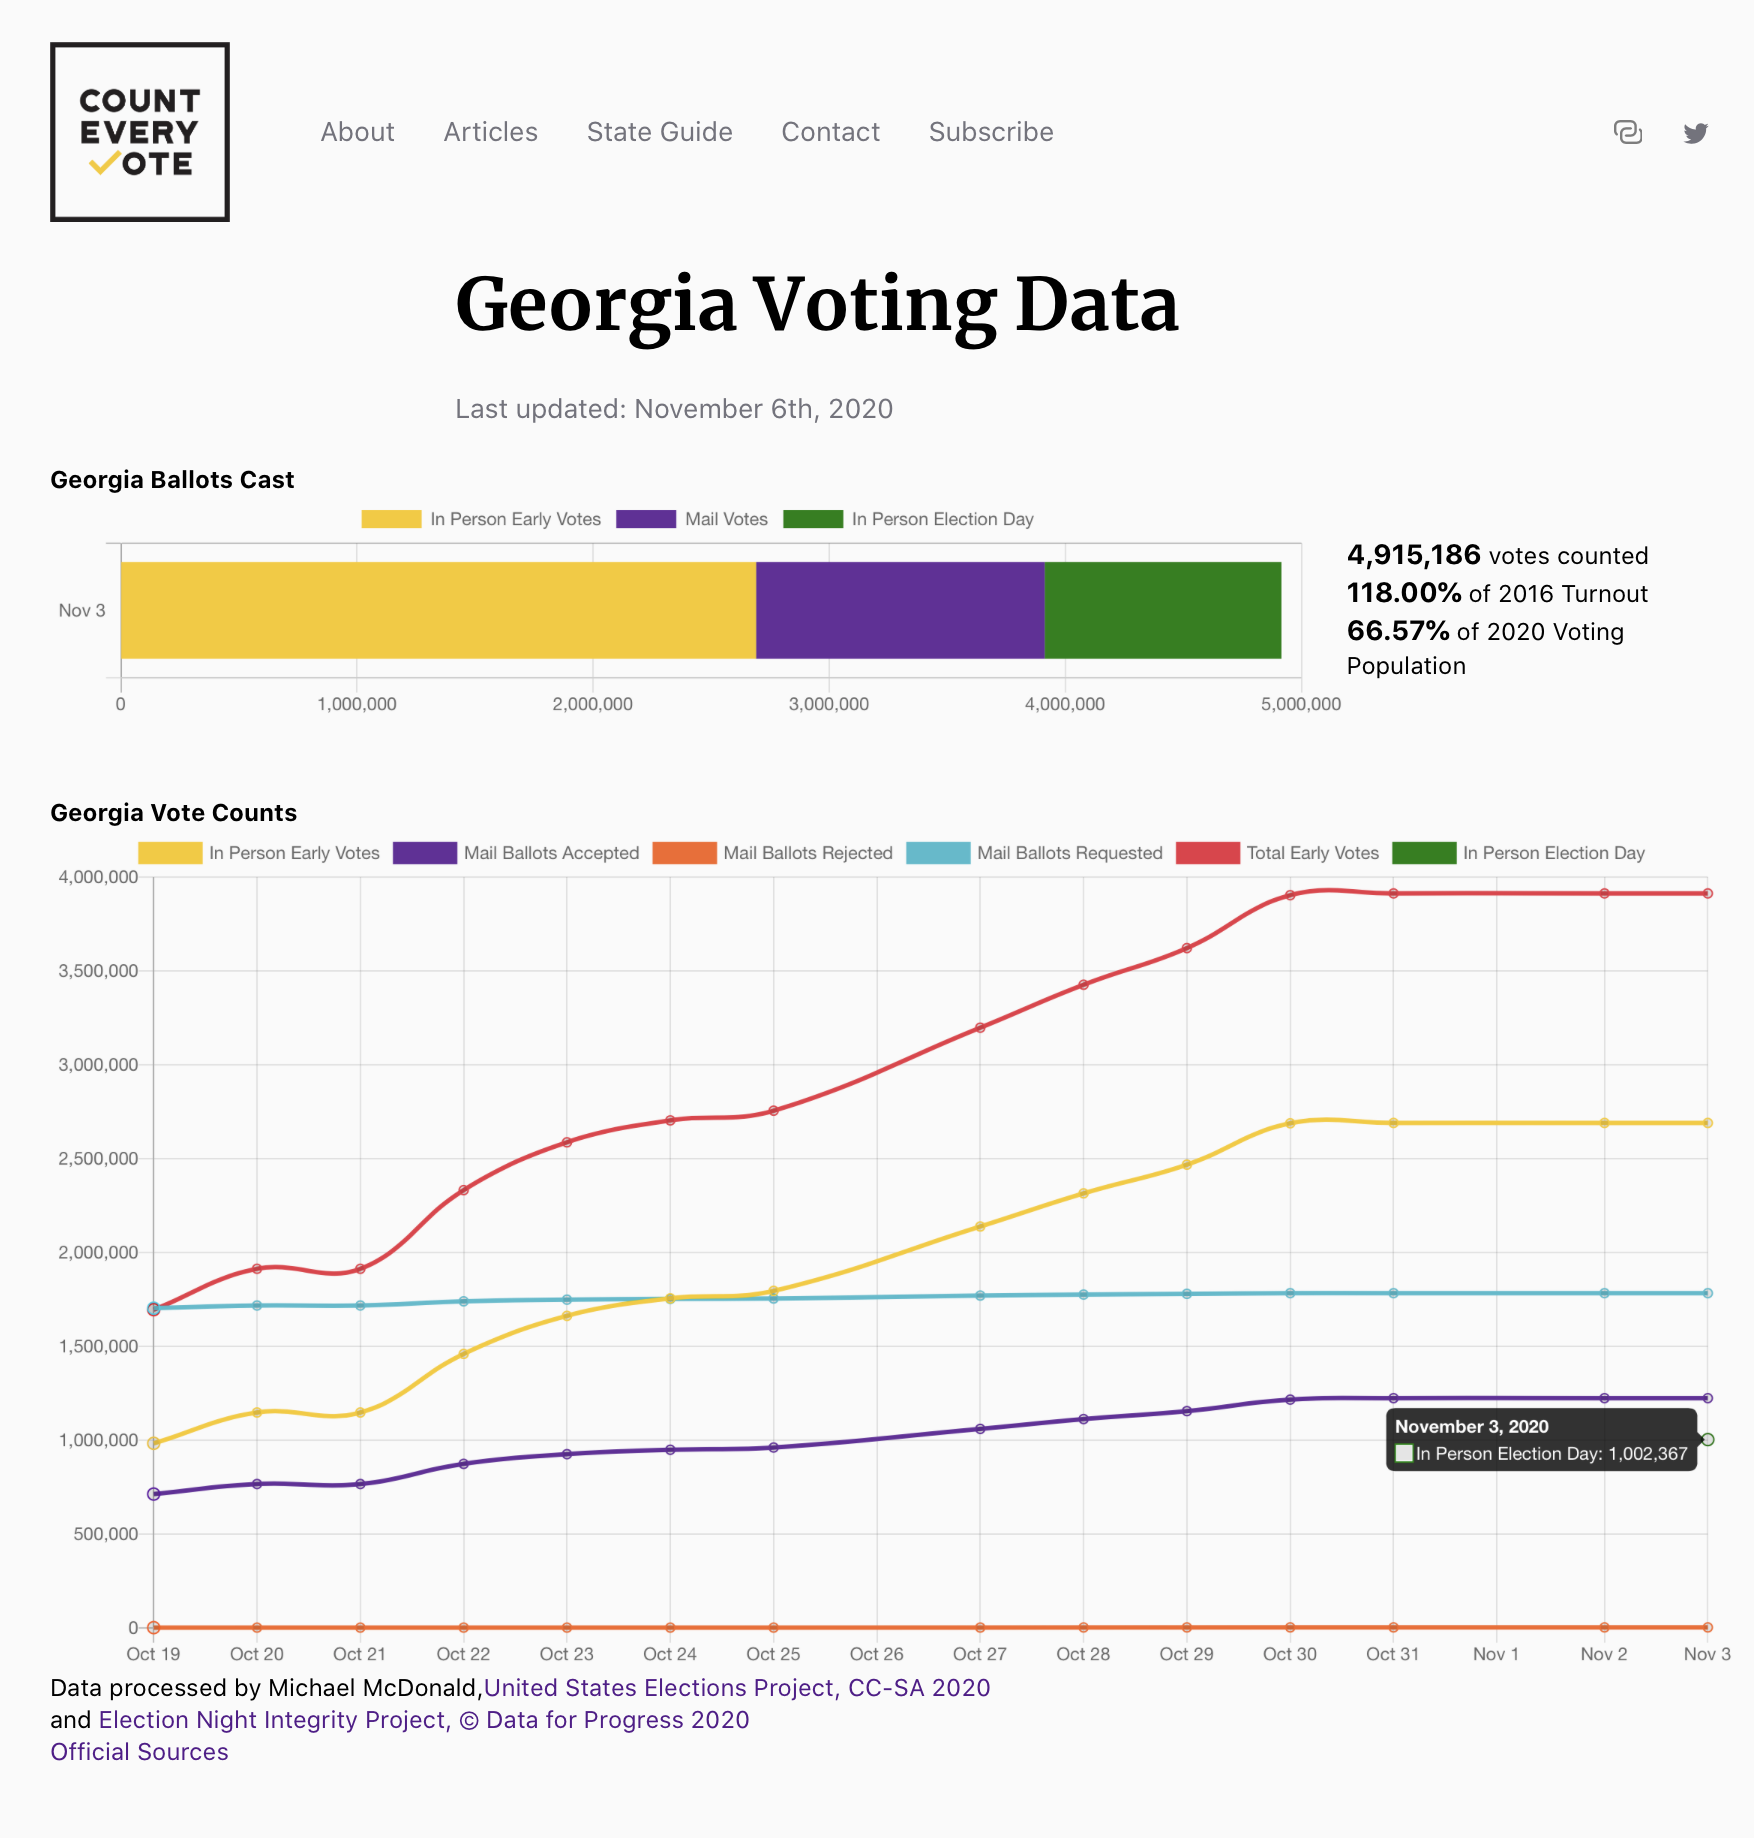 COUNT
EVERY
OTE
About Articles State Guide Contact Subscribe
Georgia Voting Data
Last updated: November 6th, 2020
Georgia Ballots Cast
In Person Early Votes Mail Votes In Person Election Day
4,915,186 votes counted
118.00% of 2016 Turnout
66.57% of 2020 Voting
Population
Nov 3
0 1,000,000 2,000,000 3,000,000 4,000,000 5,000,000
Georgia Vote Counts
In Person Early Votes Mail Ballots Accepted Mail Ballots Rejected Mail Ballots Requested Total Early Votes In Person Election Day
4,000,000
3,500,000
3,000,000
2,500,000
2,000,000
1,500,000
1,000,000
500,000
0
November 3, 2020
In Person Election Day: 1,002,367
Oct 19 Oct 20 Oct 21 Oct 22 Oct 23 Oct 24 Oct 25 Oct 26 Oct 27 Oct 28 Oct 29 Oct 30 Oct 31 Nov 1 Nov 2 Nov 3
Data processed by Michael McDonald,United States Elections Project, CC-SA 2020
and Election Night Integrity Project, © Data for Progress 2020
Official Sources